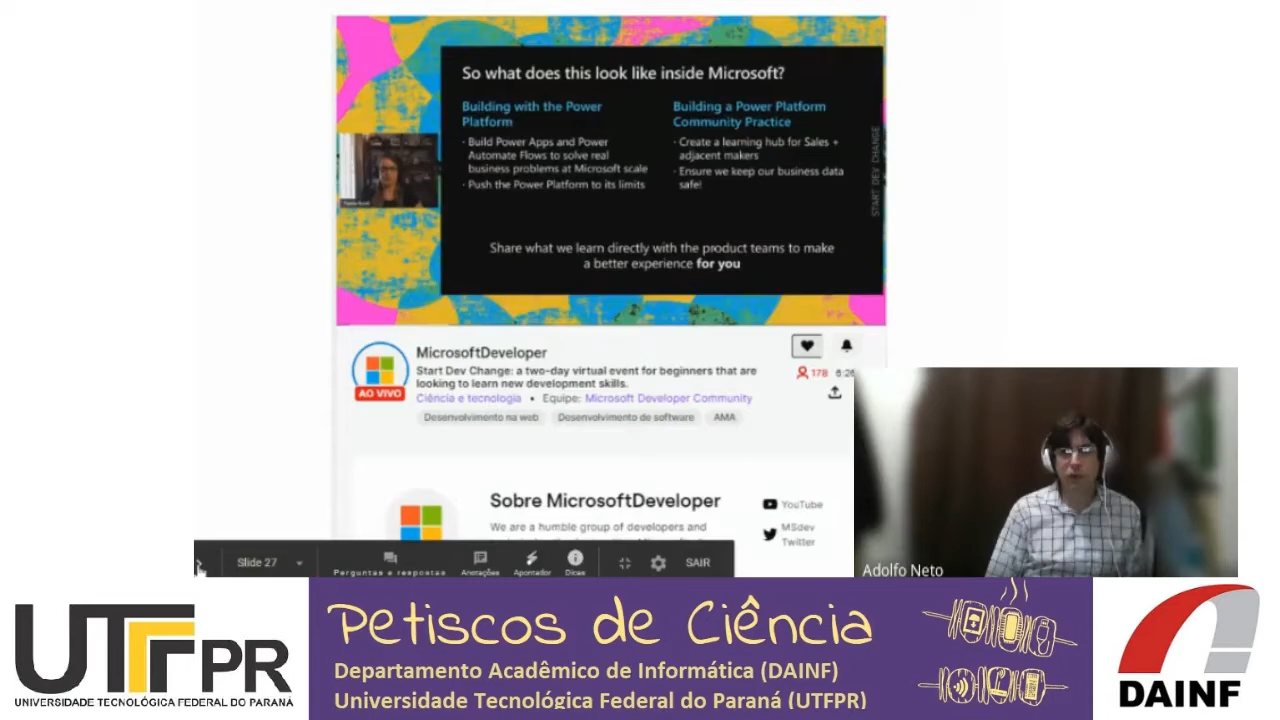 So what does this look like inside Microsoft?
Building with the Power
Platform
· Build Power Apps and Power
Automate Flows to solve real
business problems at Microsoft scale
· Push the Power Platform to its limits
Building a Power Platform
Community Practice
· Create a learning hub for Sales +
adjacent makers
· Ensure we keep our business data
safe!
START DEV CHANGE
Share what we learn directly with the product teams to make
a better experience for you
MicrosoftDeveloper
Start Dev Change: a two-day virtual event for beginners that are
looking to learn new development skills.
AO VIVO
Ciência e tecnologia • Equipe: Microsoft Developer Community
Desenvolvimento na web Desenvolvimento de software AMA
178
Sobre MicrosoftDeveloper
We are a humble group of developers and
YouTube
MSdev
Twitter
Slide 27
Perguntas e respostas
Anotações
Apontador
Dicas
SAIR
Adolfo Neto
UTFPR
UNIVERSIDADE TECNOLÓGICA FEDERAL DO PARANÁ
Petiscos de Ciência
Departamento Acadêmico de Informática (DAINF)
Universidade Tecnológica Federal do Paraná (UTFPR)
DAINF